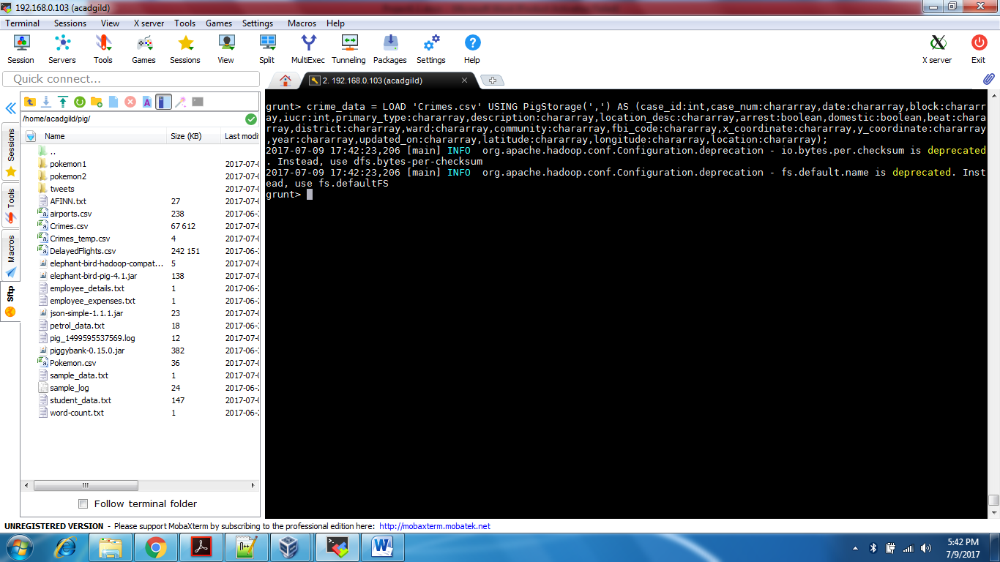 192.168.0.103 (acadgild)
Terminal Sessions View X server Tools Games Settings Macros Help
Session Servers Tools Games Sessions View Split MultiExec Tunneling Packages Settings Help X server Exit
Quick connect...
2. 192.168.0.103 (acadgild)
/home/acadgild/pig/
Name Size (KB) Last modi
..
pokemon1 2017-07-0
pokemon2 2017-07-0
tweets 2017-07-0
AFINN.txt 27 2017-07-0
airports.csv 238 2017-06-3
Crimes.csv 67 612 2017-07-0
Crimes_temp.csv 4 2017-07-0
DelayedFlights.csv 242 151 2017-06-3
elephant-bird-hadoop-compat... 5 2017-07-0
elephant-bird-pig-4.1.jar 138 2017-07-0
employee_details.txt 1 2017-06-2
employee_expenses.txt 1 2017-06-2
json-simple-1.1.1.jar 23 2017-07-0
petrol_data.txt 18 2017-06-3
pig_1499595537569.log 12 2017-07-0
piggybank-0.15.0.jar 382 2017-06-3
Pokemon.csv 36 2017-07-0
sample_data.txt 1 2017-07-0
sample_log 24 2017-06-2
student_data.txt 147 2017-07-0
word-count.txt 1 2017-06-2
Sessions
Tools
Macros
Sftp
Follow terminal folder
grunt> crime_data = LOAD 'Crimes.csv' USING PigStorage(',') AS (case_id:int,case_num:chararray,date:chararray,block:charar
ay,iucr:int,primary_type:chararray,description:chararray,location_desc:chararray,arrest:boolean,domestic:boolean,beat:chara
rray,district:chararray,ward:chararray,community:chararray,fbi_code:chararray,x_coordinate:chararray,y_coordinate:chararray
,year:chararray,updated_on:chararray,latitude:chararray,longitude:chararray,location:chararray);
2017-07-09 17:42:23,206 [main] INFO  org.apache.hadoop.conf.Configuration.deprecation - io.bytes.per.checksum is deprecated
. Instead, use dfs.bytes-per-checksum
2017-07-09 17:42:23,206 [main] INFO  org.apache.hadoop.conf.Configuration.deprecation - fs.default.name is deprecated. Inst
ead, use fs.defaultFS
grunt>
UNREGISTERED VERSION - Please support MobaXterm by subscribing to the professional edition here: http://mobaxterm.mobatek.net
5:42 PM
7/9/2017